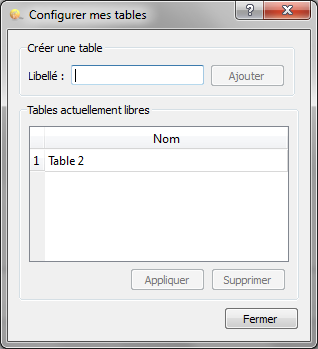 Configurer mes tables
Créer une table
Libellé :
Ajouter
Tables actuellement libres
Nom
1 Table 2
Appliquer Supprimer
Fermer